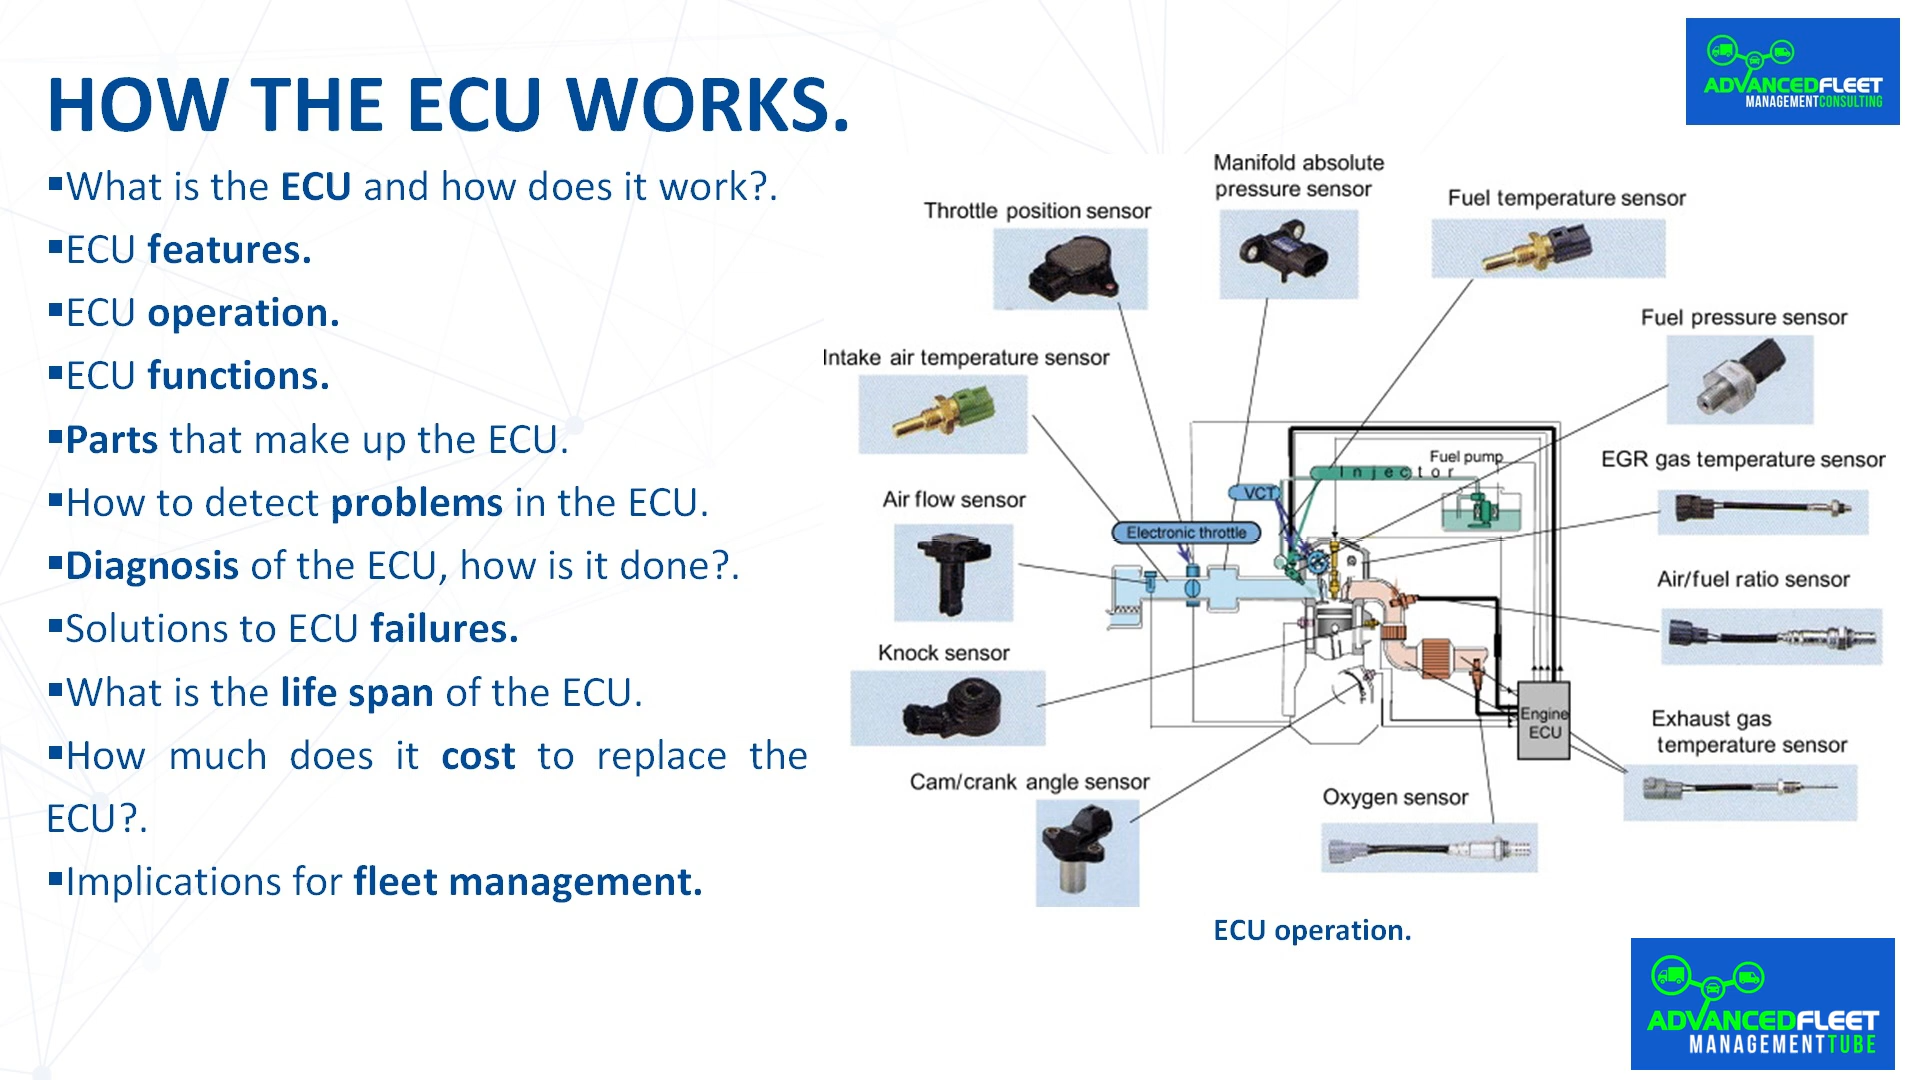 HOW THE ECU WORKS.
▪What is the ECU and how does it work?.
▪ECU features.
▪ECU operation.
▪ECU functions.
▪Parts that make up the ECU.
▪How to detect problems in the ECU.
▪Diagnosis of the ECU, how is it done?.
▪Solutions to ECU failures.
▪What is the life span of the ECU.
▪How much does it cost to replace the
ECU?.
▪Implications for fleet management.
ADVANCEDFLEET
MANAGEMENTCONSULTING
Manifold absolute
pressure sensor
Throttle position sensor
Fuel temperature sensor
Fuel pressure sensor
Intake air temperature sensor
Fuel pump
Injector
EGR gas temperature sensor
VCT
Air flow sensor
Electronic throttle
Air/fuel ratio sensor
Knock sensor
Engine
ECU
Exhaust gas
temperature sensor
Cam/crank angle sensor
Oxygen sensor
ECU operation.
ADVANCEDFLEET
MANAGEMENTTUBE